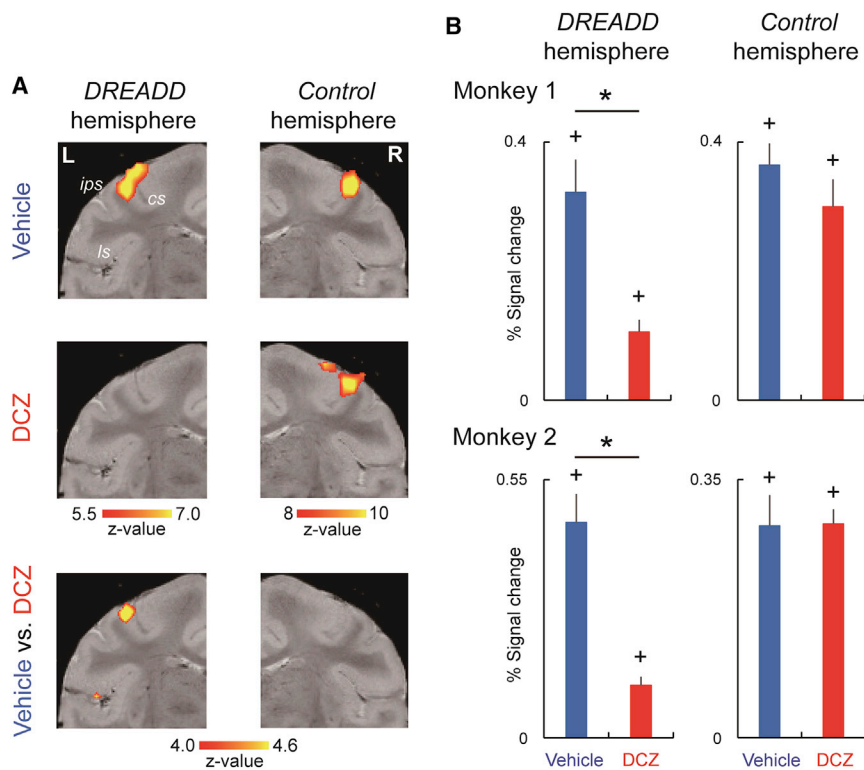 A
DREADD
hemisphere
Control
hemisphere
Vehicle
L
ips
cs
ls
R
DCZ
5.5 7.0
z-value
8 10
z-value
Vehicle vs. DCZ
4.0 4.6
z-value
B
DREADD
hemisphere
Control
hemisphere
Monkey 1
*
+
+
0.4
% Signal change
0
+
+
0.4
0
Monkey 2
*
+
+
0.55
% Signal change
0
Vehicle DCZ
+
+
0.35
0
Vehicle DCZ